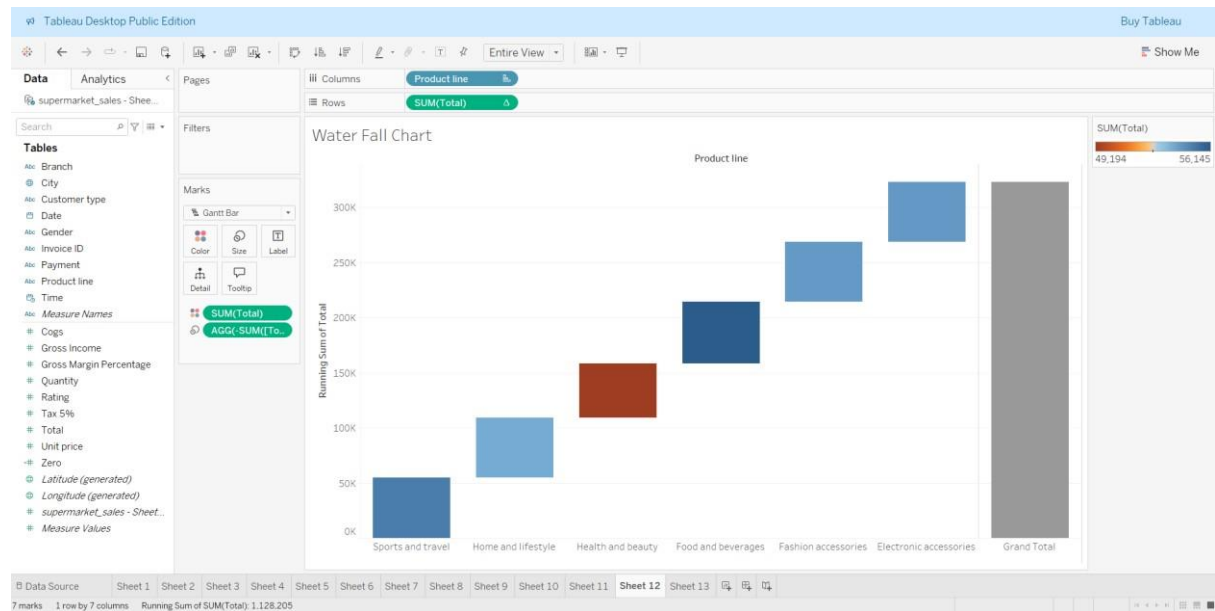 Tableau Desktop Public Edition
Buy Tableau
Entire View
Show Me
Data
Analytics
Pages
Columns
Product line
supermarket_sales - Shee...
Rows
SUM(Total)
Search
Filters
Water Fall Chart
SUM(Total)
49,194
56,145
Tables
Branch
City
Customer type
Date
Gender
Invoice ID
Payment
Product line
Time
Measure Names
Cogs
Gross Income
Gross Margin Percentage
Quantity
Rating
Tax 5%
Total
Unit price
Zero
Latitude (generated)
Longitude (generated)
supermarket_sales - Sheet...
Measure Values
Marks
Gantt Bar
Color
Size
Label
Detail
Tooltip
SUM(Total)
AGG(-SUM([To..
Product line
Running Sum of Total
300K
250K
200K
150K
100K
50K
0K
Sports and travel
Home and lifestyle
Health and beauty
Food and beverages
Fashion accessories
Electronic accessories
Grand Total
Data Source
Sheet 1
Sheet 2
Sheet 3
Sheet 4
Sheet 5
Sheet 6
Sheet 7
Sheet 8
Sheet 9
Sheet 10
Sheet 11
Sheet 12
Sheet 13
7 marks
1 row by 7 columns
Running Sum of SUM(Total): 1.128.205